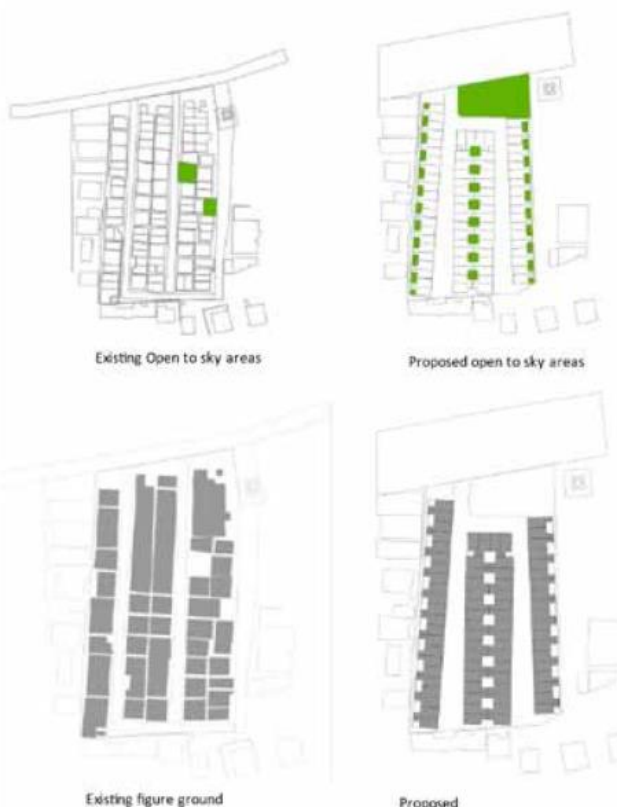 Existing Open to sky areas
Proposed open to sky areas
Existing figure ground
Proposed